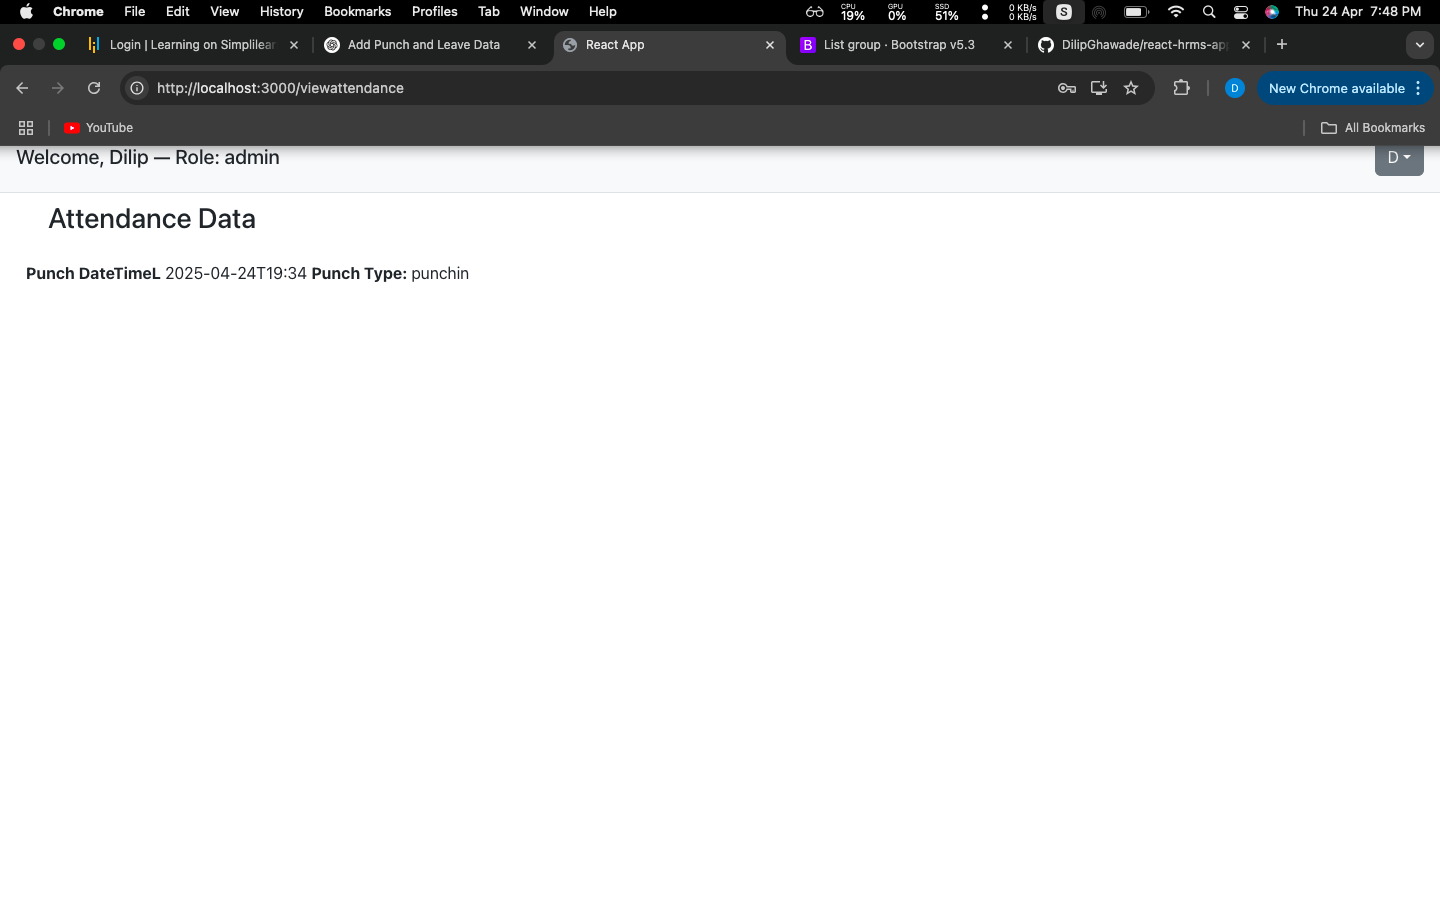 Chrome File Edit View History Bookmarks Profiles Tab Window Help CPU 19% GPU 0% SSD 51% 0 KB/s 0 KB/s S Thu 24 Apr 7:48 PM
Login | Learning on Simplilear Add Punch and Leave Data React App B List group · Bootstrap v5.3 DilipGhawade/react-hrms-ap
http://localhost:3000/viewattendance D New Chrome available
YouTube All Bookmarks
Welcome, Dilip — Role: admin D
Attendance Data
Punch DateTimeL 2025-04-24T19:34 Punch Type: punchin